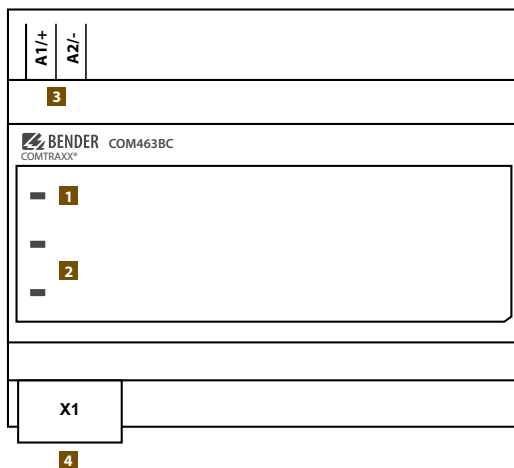 A1/+
A2/-
3
BENDER COM463BC
COMTRAXX®
1
2
X1
4